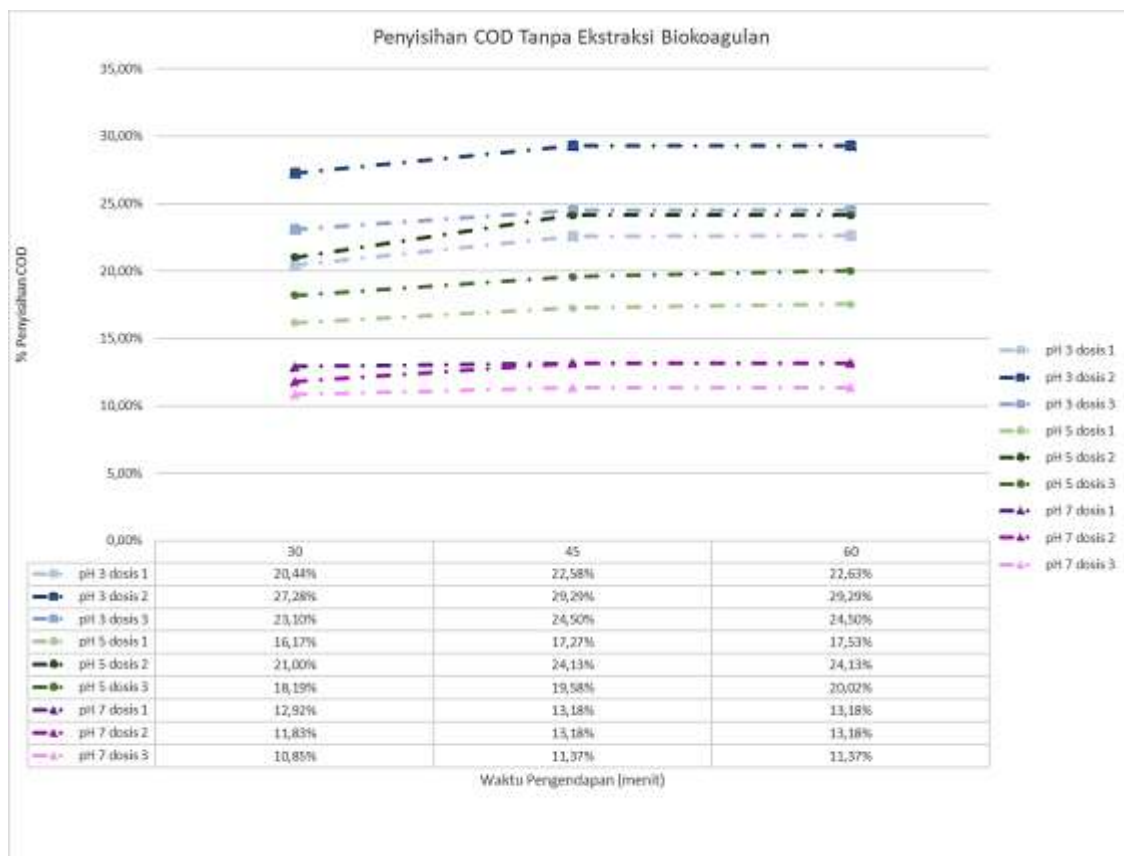 Penyisihan COD Tanpa Ekstraksi Biokoagulan
35,00%
30,00%
25,00%
20,00%
15,00%
10,00%
5,00%
0,00%
% Penyisihan COD
pH 3 dosis 1
pH 3 dosis 2
pH 3 dosis 3
pH 5 dosis 1
pH 5 dosis 2
pH 5 dosis 3
pH 7 dosis 1
pH 7 dosis 2
pH 7 dosis 3
30 45 60
pH 3 dosis 1 20,44% 22,58% 22,63%
pH 3 dosis 2 27,28% 29,29% 29,29%
pH 3 dosis 3 23,10% 24,50% 24,50%
pH 5 dosis 1 16,17% 17,27% 17,53%
pH 5 dosis 2 21,00% 24,13% 24,13%
pH 5 dosis 3 18,19% 19,58% 20,02%
pH 7 dosis 1 12,92% 13,18% 13,18%
pH 7 dosis 2 11,83% 13,18% 13,18%
pH 7 dosis 3 10,85% 11,37% 11,37%
Waktu Pengendapan (menit)